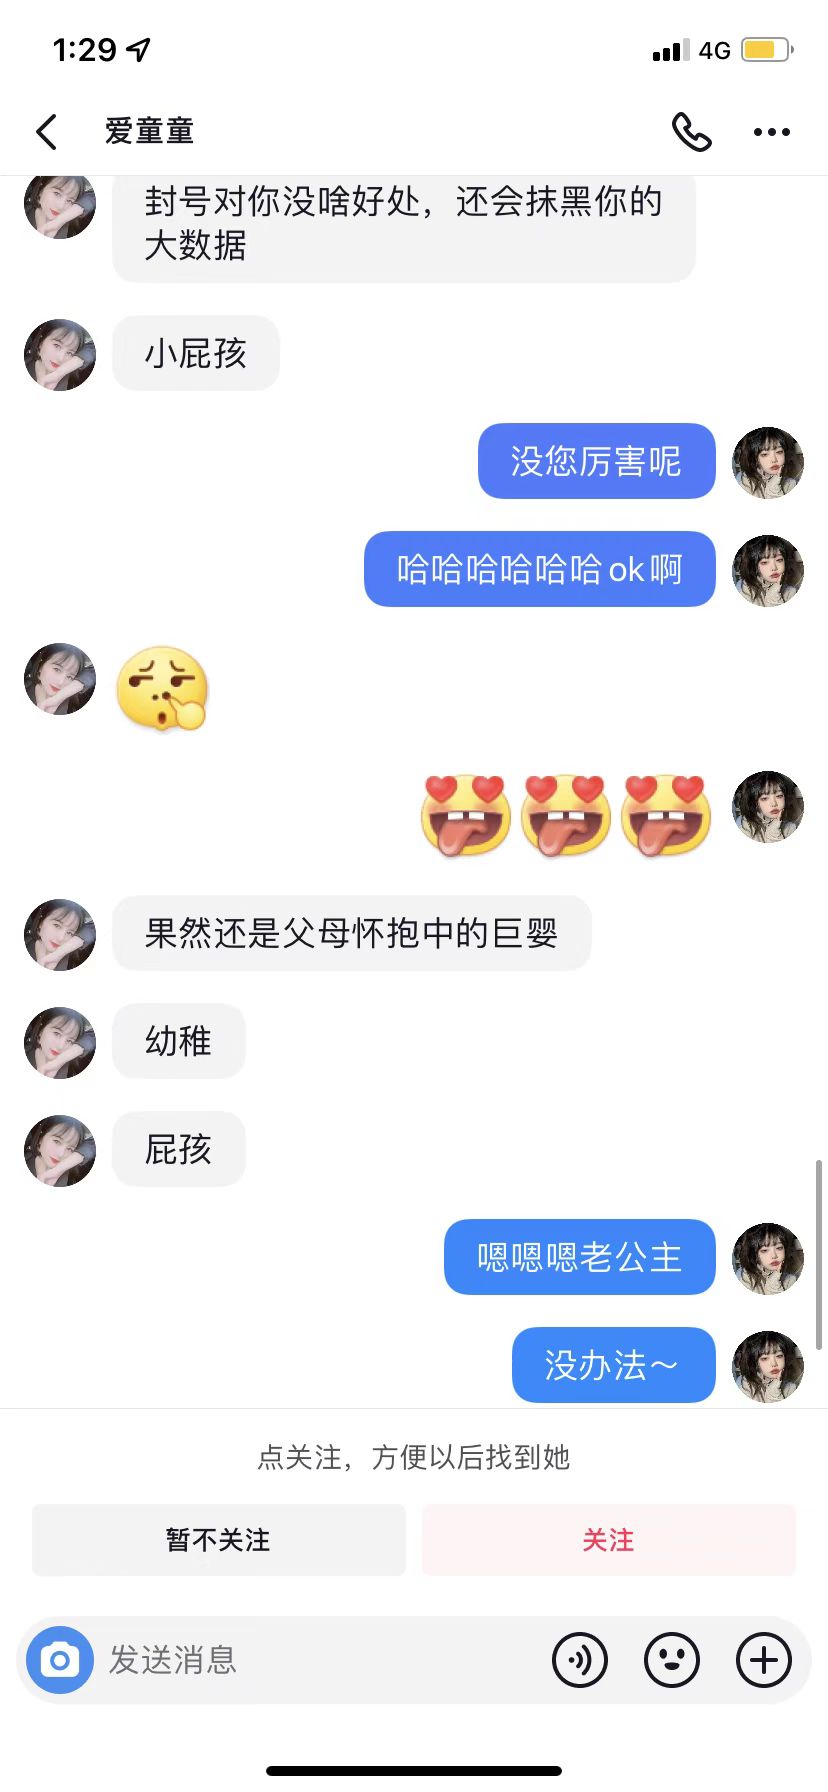 1:29
4G
爱童童
封号对你没啥好处，还会抹黑你的
大数据
小屁孩
没您厉害呢
哈哈哈哈哈哈ok啊
果然还是父母怀抱中的巨婴
幼稚
屁孩
嗯嗯嗯老公主
没办法～
点关注，方便以后找到她
暂不关注
关注
发送消息